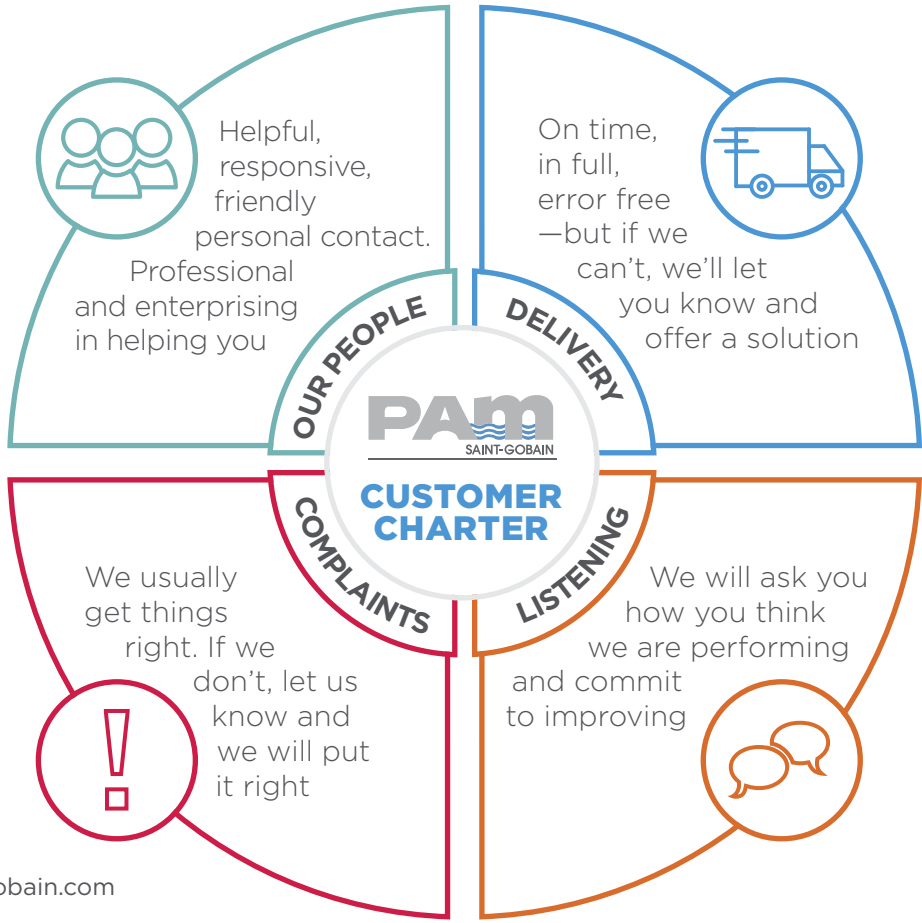 Helpful,
responsive,
friendly
personal contact.
Professional
and enterprising
in helping you
OUR PEOPLE
On time,
in full,
error free
—but if we
can't, we'll let
you know and
offer a solution
DELIVERY
PAM
SAINT-GOBAIN
CUSTOMER
CHARTER
COMPLAINTS
We usually
get things
right. If we
don't, let us
know and
we will put
it right
LISTENING
We will ask you
how you think
we are performing
and commit
to improving
obain.com